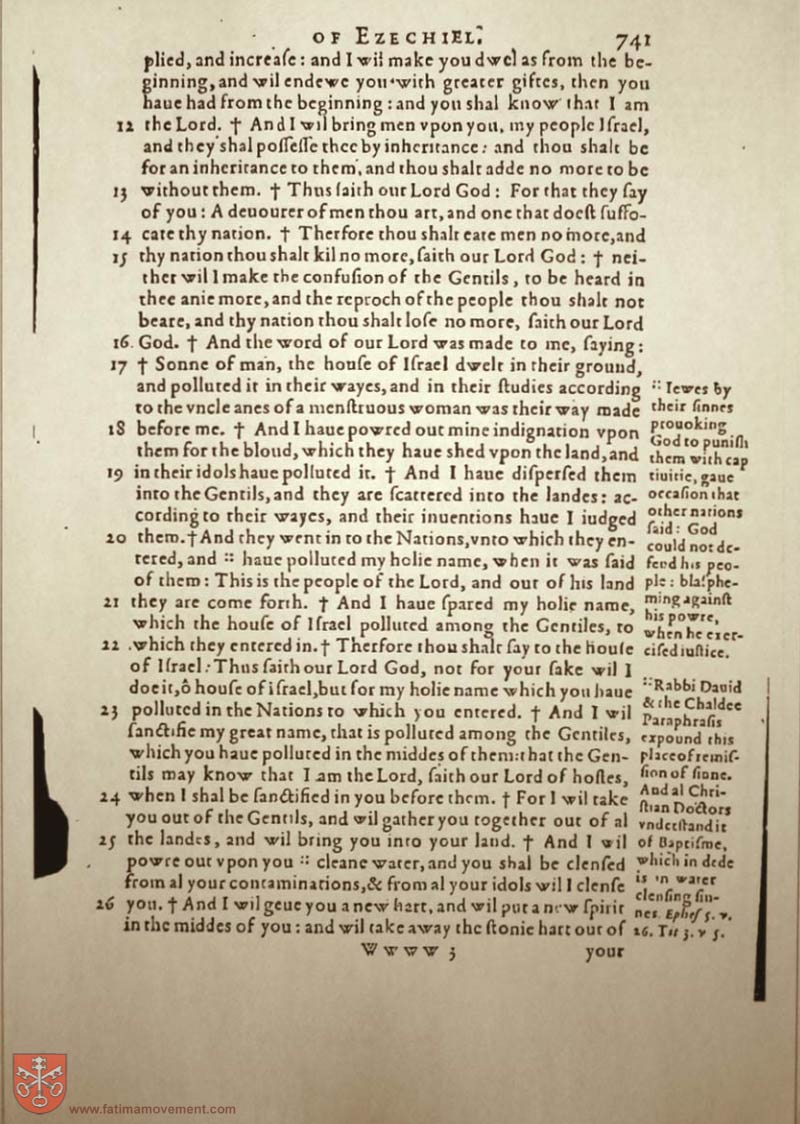 OF EZECHIEL. 741
plied, and increaſe: and I wil make you dwel as from the be-
ginning, and wil endewe you with greater giftes, then you
haue had from the beginning: and you shal know that I am
12 the Lord. † And I wil bring men vpon you, my people Iſrael,
and they shal poſſeſſe thee by inheritance: and thou shalt be
for an inheritance to them, and thou shalt adde no more to be
13 without them. † Thus ſaith our Lord God: For that they ſay
of you: A deuourer of men thou art, and one that doeſt ſuffo-
14 cate thy nation. † Therfore thou shalt eate men no more, and
15 thy nation thou shalt kil no more, ſaith our Lord God: † nei-
ther wil I make the confuſion of the Gentils, to be heard in
thee anie more, and the reproch of the people thou shalt not
beare, and thy nation thou shalt loſe no more, ſaith our Lord
16. God. † And the word of our Lord was made to me, ſaying:
17 † Sonne of man, the houſe of Iſrael dwelt in their ground,
and polluted it in their wayes, and in their ſtudies according
to the vncleanes of a menſtruous woman was their way made
18 before me. † And I haue powred out mine indignation vpon
them for the bloud, which they haue shed vpon the land, and
19 in their idols haue polluted it. † And I haue diſperſed them
into the Gentils, and they are ſcattered into the landes: ac-
cording to their wayes, and their inuentions haue I iudged
20 them. † And they went in to the Nations, vnto which they en-
tered, and :: haue polluted my holie name, when it was ſaid
of them: This is the people of the Lord, and out of his land
21 they are come forth. † And I haue ſpared my holie name,
which the houſe of Iſrael polluted among the Gentiles, to
22 which they entered in. † Therfore thou shalt ſay to the houſe
of Iſrael: Thus ſaith our Lord God, not for your ſake wil I
doe it, ô houſe of iſrael, but for my holie name which you haue
23 polluted in the Nations to which you entered. † And I wil
ſanctifie my great name, that is polluted among the Gentiles,
which you haue polluted in the middes of them: that the Gen-
tils may know that I am the Lord, ſaith our Lord of hoſtes,
24 when I shal be ſanctified in you before them. † For I wil take
you out of the Gentils, and wil gather you together out of al
25 the landes, and wil bring you into your land. † And I wil
powre out vpon you :: cleane water, and you shal be clenſed
from al your contaminations, & from al your idols wil I clenſe
26 you. † And I wil geue you a new hart, and wil put a new ſpirit
in the middes of you: and wil take away the ſtonie hart out of
Wwww 3 your
:: Iewes by
their ſinnes
prouoking
God to punish
them with cap
tiuitie, gaue
occaſion that
other nations
ſaid: God
could not de-
fend his peo-
ple: blaſphe-
ming againſt
his powre,
when he exer-
ciſed iuſtice.
:: Rabbi Dauid
& the Chaldee
Paraphraſis
expound this
place of remiſ-
ſion of ſinne.
And al Chri-
ſtian Doctors
vnderſtand it
of Baptiſme,
which in dede
is in water
clenſing ſin-
nes. Epheſ 5. v.
26. Tit 3. v 5.
www.fatimamovement.com